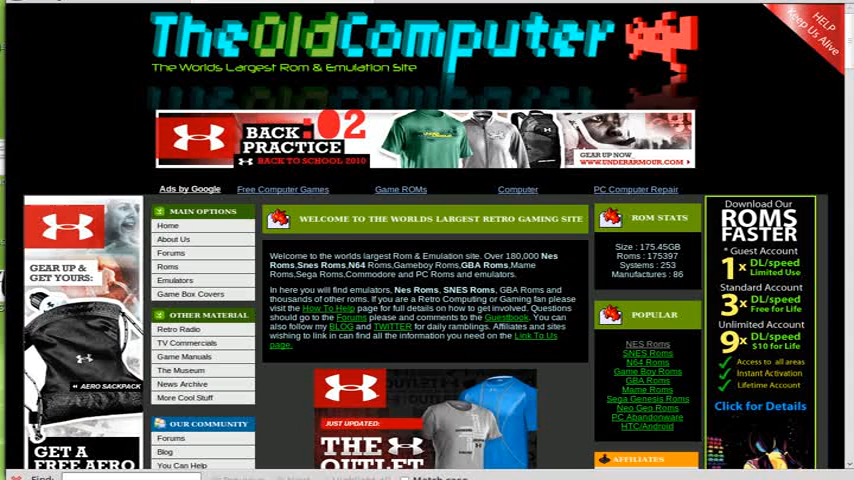 TheOldComputer
The Worlds Largest Rom & Emulation Site
HELP
Keep Us Alive
BACK
PRACTICE
:02
BACK TO SCHOOL 2010
GEAR UP NOW
WWW.UNDERARMOUR.COM
Ads by Google
Free Computer Games
Game ROMs
Computer
PC Computer Repair
GEAR UP &
GET YOURS:
AERO SACKPACK
GET A
FREE AERO
MAIN OPTIONS
Home
About Us
Forums
Roms
Emulators
Game Box Covers
OTHER MATERIAL
Retro Radio
TV Commercials
Game Manuals
The Museum
News Archive
More Cool Stuff
OUR COMMUNITY
Forums
Blog
You Can Help
WELCOME TO THE WORLDS LARGEST RETRO GAMING SITE
Welcome to the worlds largest Rom & Emulation site. Over 180,000 Nes
Roms,Snes Roms,N64 Roms,Gameboy Roms,GBA Roms,Mame
Roms,Sega Roms,Commodore and PC Roms and emulators.
In here you will find emulators, Nes Roms, SNES Roms, GBA Roms and
thousands of other roms. If you are a Retro Computing or Gaming fan please
visit the How To Help page for full details on how to get involved. Questions
should go to the Forums please and comments to the Guestbook. You can
also follow my BLOG and TWITTER for daily ramblings. Affiliates and sites
wishing to link in can find all the information you need on the Link To Us
page.
JUST UPDATED:
THE
OUTLET
ROM STATS
Size : 175.45GB
Roms : 175397
Systems : 253
Manufactures : 86
POPULAR
NES Roms
SNES Roms
N64 Roms
Game Boy Roms
GBA Roms
Mame Roms
Sega Genesis Roms
Neo Geo Roms
PC Abandonware
HTC/Android
AFFILIATES
Download Our
ROMS
FASTER
* Guest Account
1x DL/speed
Limited Use
Standard Account
3x DL/speed
Free for Life
Unlimited Account
9x DL/speed
$10 for Life
Access to all areas
Instant Activation
Lifetime Account
Click for Details
Find:
Previous
Next
Highlight all
Match case